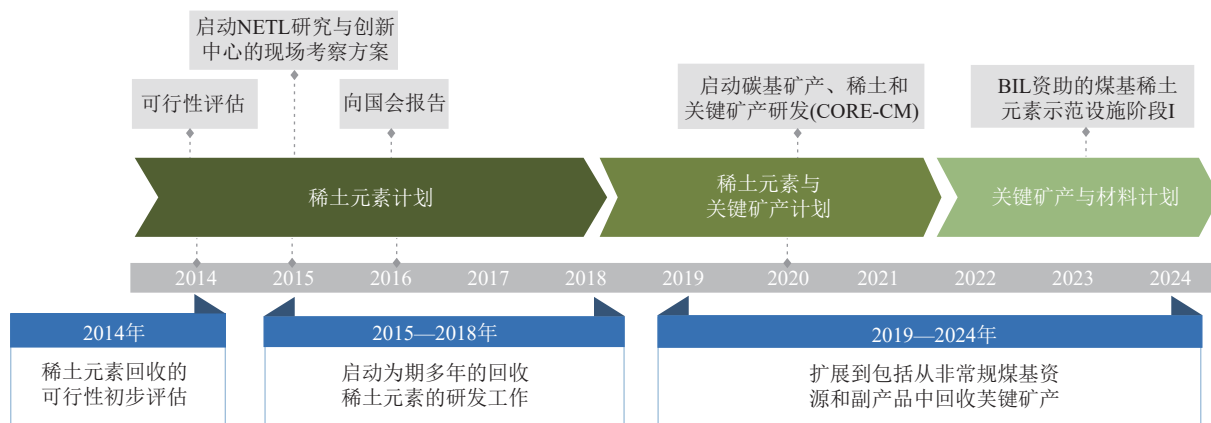 启动NETL研究与创新
中心的现场考察方案
可行性评估
向国会报告
启动碳基矿产、稀土和
关键矿产研发(CORE-CM)
BIL资助的煤基稀土
元素示范设施阶段I
稀土元素计划
稀土元素与
关键矿产计划
关键矿产与材料计划
2014 2015 2016 2017 2018 2019 2020 2021 2022 2023 2024
2014年
稀土元素回收的
可行性初步评估
2015—2018年
启动为期多年的回收
稀土元素的研发工作
2019—2024年
扩展到包括从非常规煤基资
源和副产品中回收芙键矿产